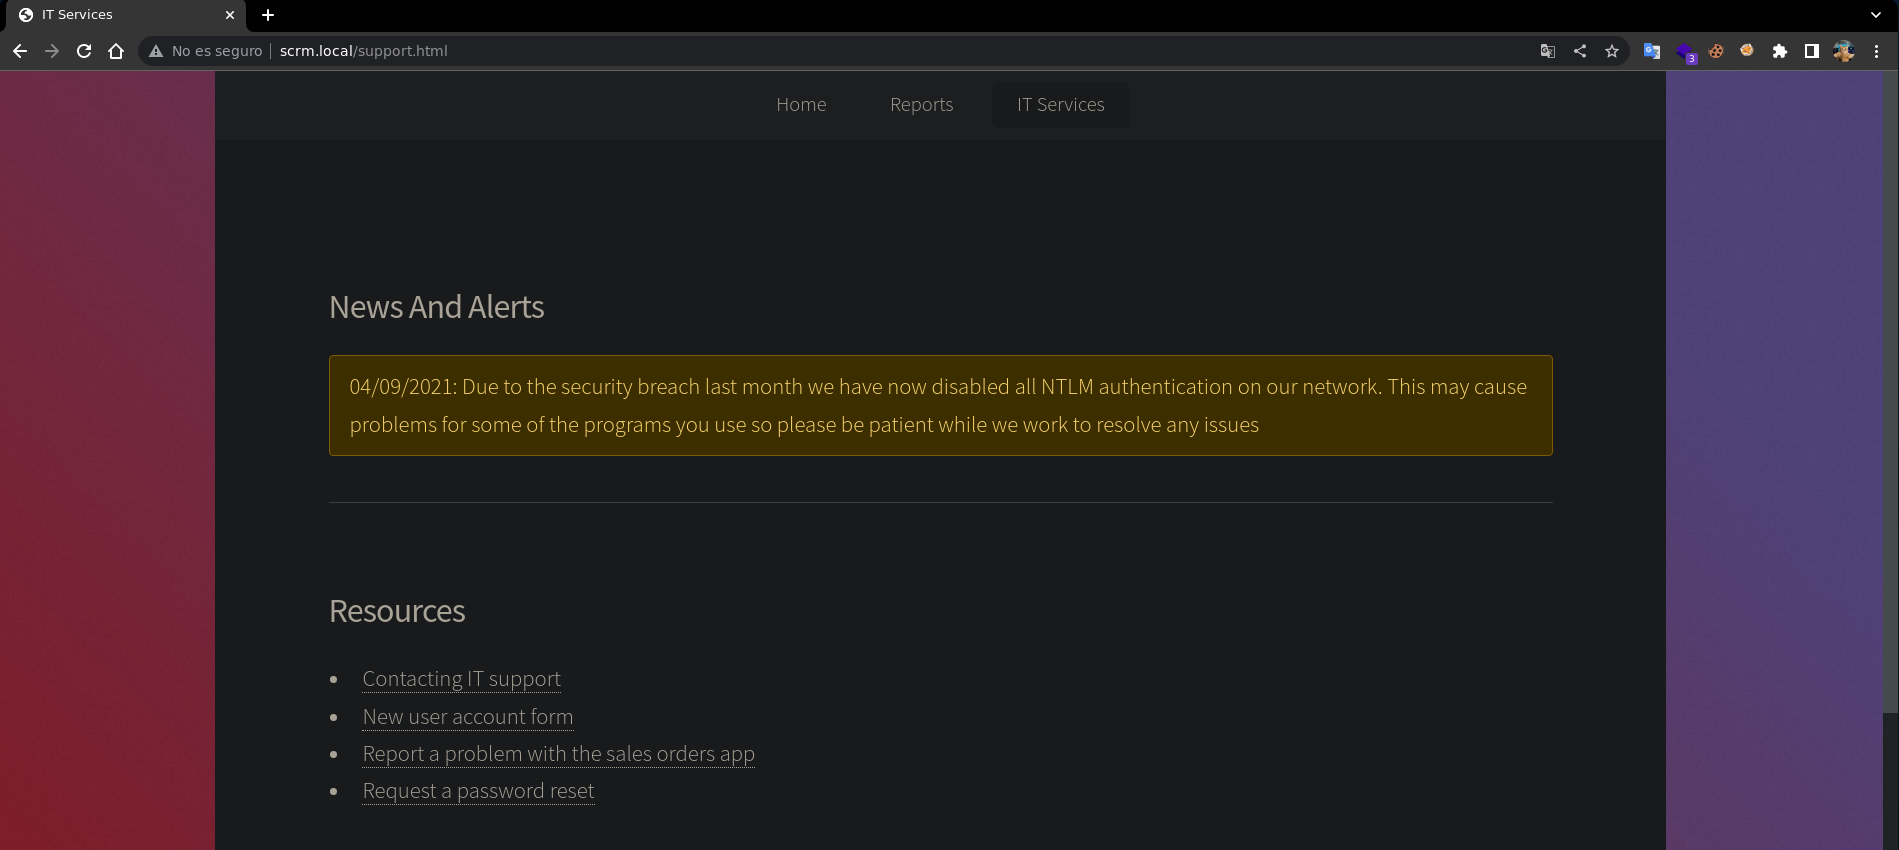 IT Services
No es seguro scrm.local/support.html
3
Home Reports IT Services
News And Alerts
04/09/2021: Due to the security breach last month we have now disabled all NTLM authentication on our network. This may cause
problems for some of the programs you use so please be patient while we work to resolve any issues
Resources
Contacting IT support
New user account form
Report a problem with the sales orders app
Request a password reset